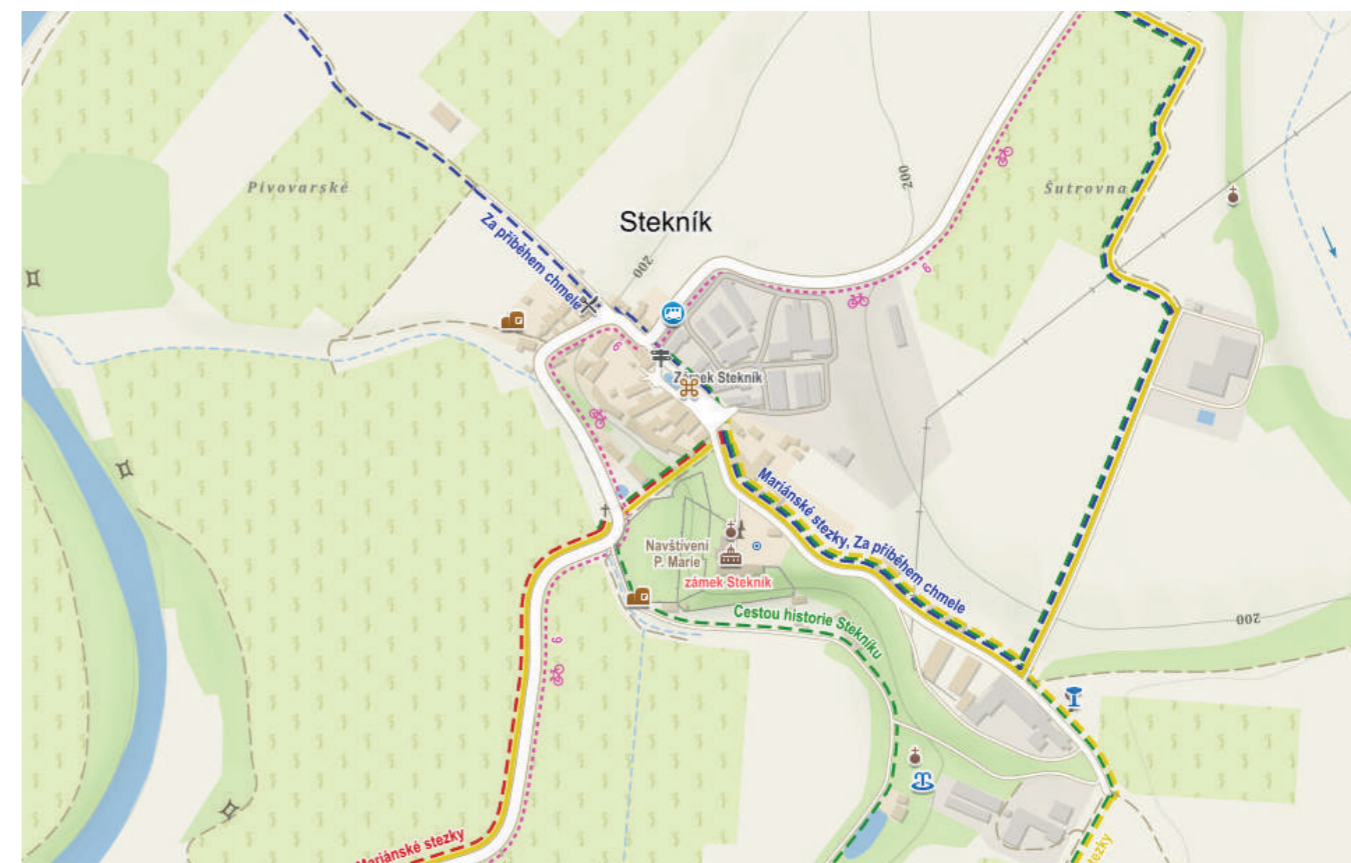 Pivovarské
Šutrovna
Stekník
Za příběhem chmele
200
200
6
6
Zámek Stekník
Mariánské stezky, Za příběhem chmele
Navštívení
P. Marie
zámek Stekník
Cestou historie Stekníku
200
6
Mariánské stezky